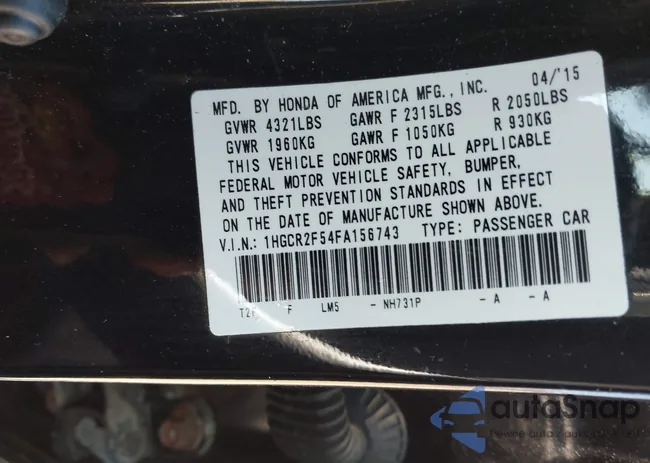 MFD. BY HONDA OF AMERICA MFG., INC. 04/'15
GVWR 4321LBS GAWR F 2315LBS R 2050LBS
GVWR 1960KG GAWR F 1050KG R 930KG
THIS VEHICLE CONFORMS TO ALL APPLICABLE
FEDERAL MOTOR VEHICLE SAFETY, BUMPER,
AND THEFT PREVENTION STANDARDS IN EFFECT
ON THE DATE OF MANUFACTURE SHOWN ABOVE.
V.I.N.: 1HGCR2F54FA156743 TYPE: PASSENGER CAR
F LM5 - NH731P - A - A
autoSnap
Pewne auto z